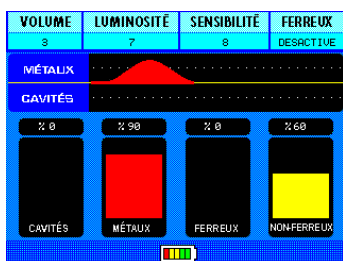 VOLUME LUMINOSITÉ SENSIBILITÉ FERREUX
3 7 8 DESACTIVE
MÉTAUX
CAVITÉS
% 0 % 90 % 0 % 60
CAVITÉS MÉTAUX FERREUX NON-FERREUX